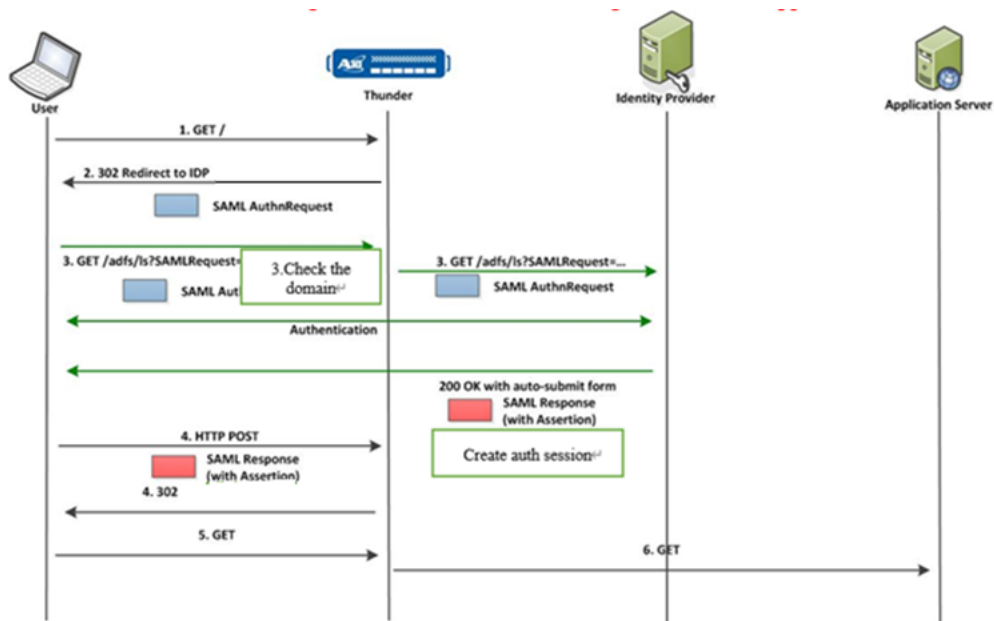 User
Thunder
Identity Provider
Application Server
1. GET /
2. 302 Redirect to IDP
SAML AuthnRequest
3. GET /adfs/ls?SAMLRequest=
3.Check the
domain
3. GET /adfs/ls?SAMLRequest=...
SAML Aut
SAML AuthnRequest
Authentication
200 OK with auto-submit form
SAML Response
(with Assertion)
4. HTTP POST
Create auth session
SAML Response
(with Assertion)
4. 302
5. GET
6. GET